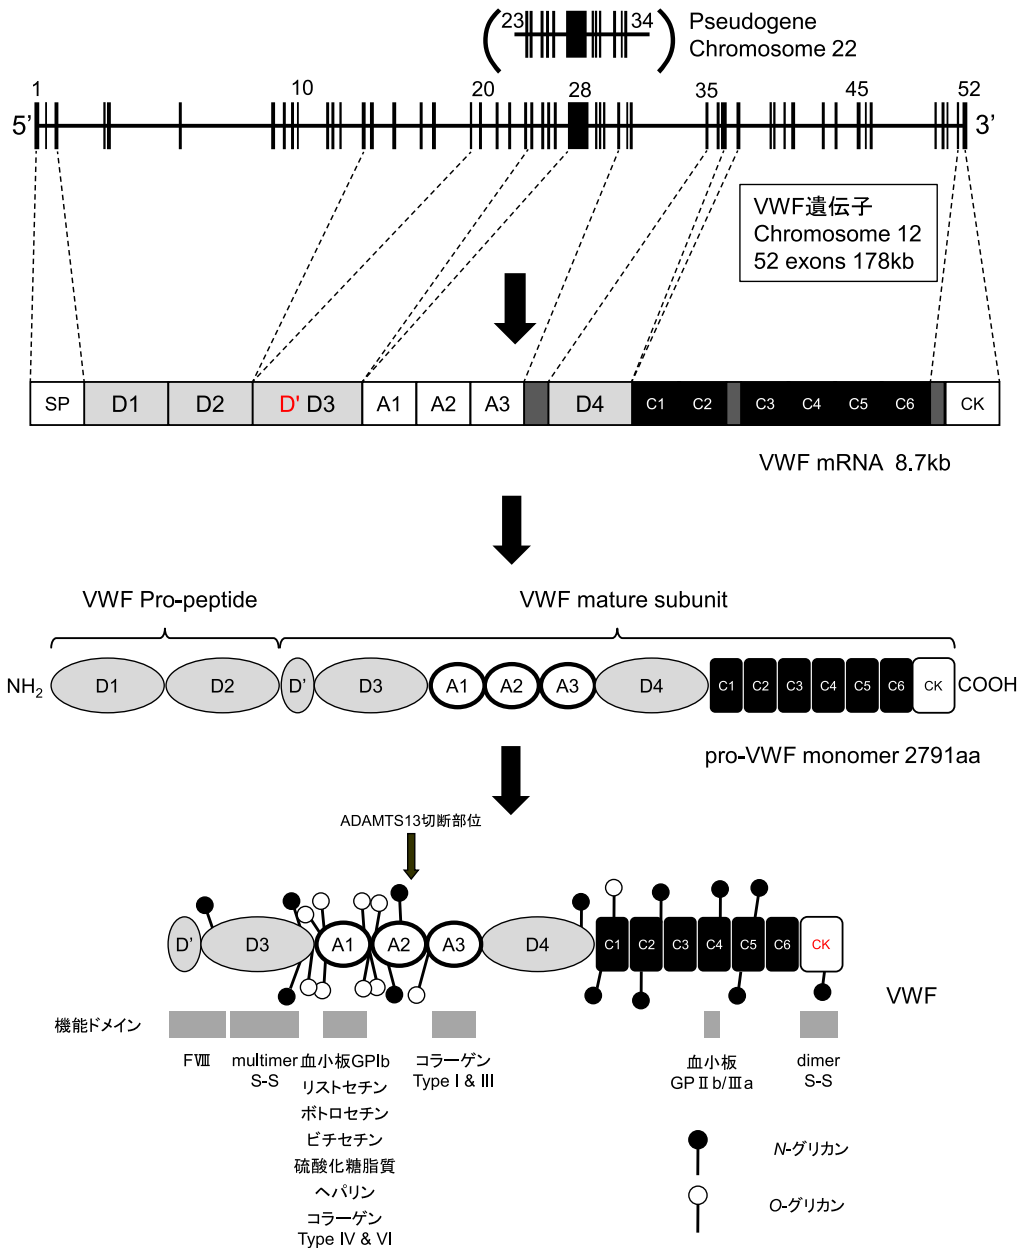 23 34
Pseudogene
Chromosome 22
1 10 20 28 35 45 52
5’ 3’
VWF遺伝子
Chromosome 12
52 exons 178kb
SP D1 D2 D' D3 A1 A2 A3 D4 C1 C2 C3 C4 C5 C6 CK
VWF mRNA 8.7kb
VWF Pro-peptide VWF mature subunit
NH2 D1 D2 D’ D3 A1 A2 A3 D4 C1 C2 C3 C4 C5 C6 CK COOH
pro-VWF monomer 2791aa
ADAMTS13切断部位
D’ D3 A1 A2 A3 D4 C1 C2 C3 C4 C5 C6 CK
VWF
機能ドメイン
FⅧ
multimer
S-S
血小板GPIb
リストセチン
ボトロセチン
ビチセチン
硫酸化糖脂質
ヘパリン
コラーゲン
Type IV & VI
コラーゲン
Type I & III
血小板
GPⅡb/Ⅲa
dimer
S-S
N-グリカン
O-グリカン